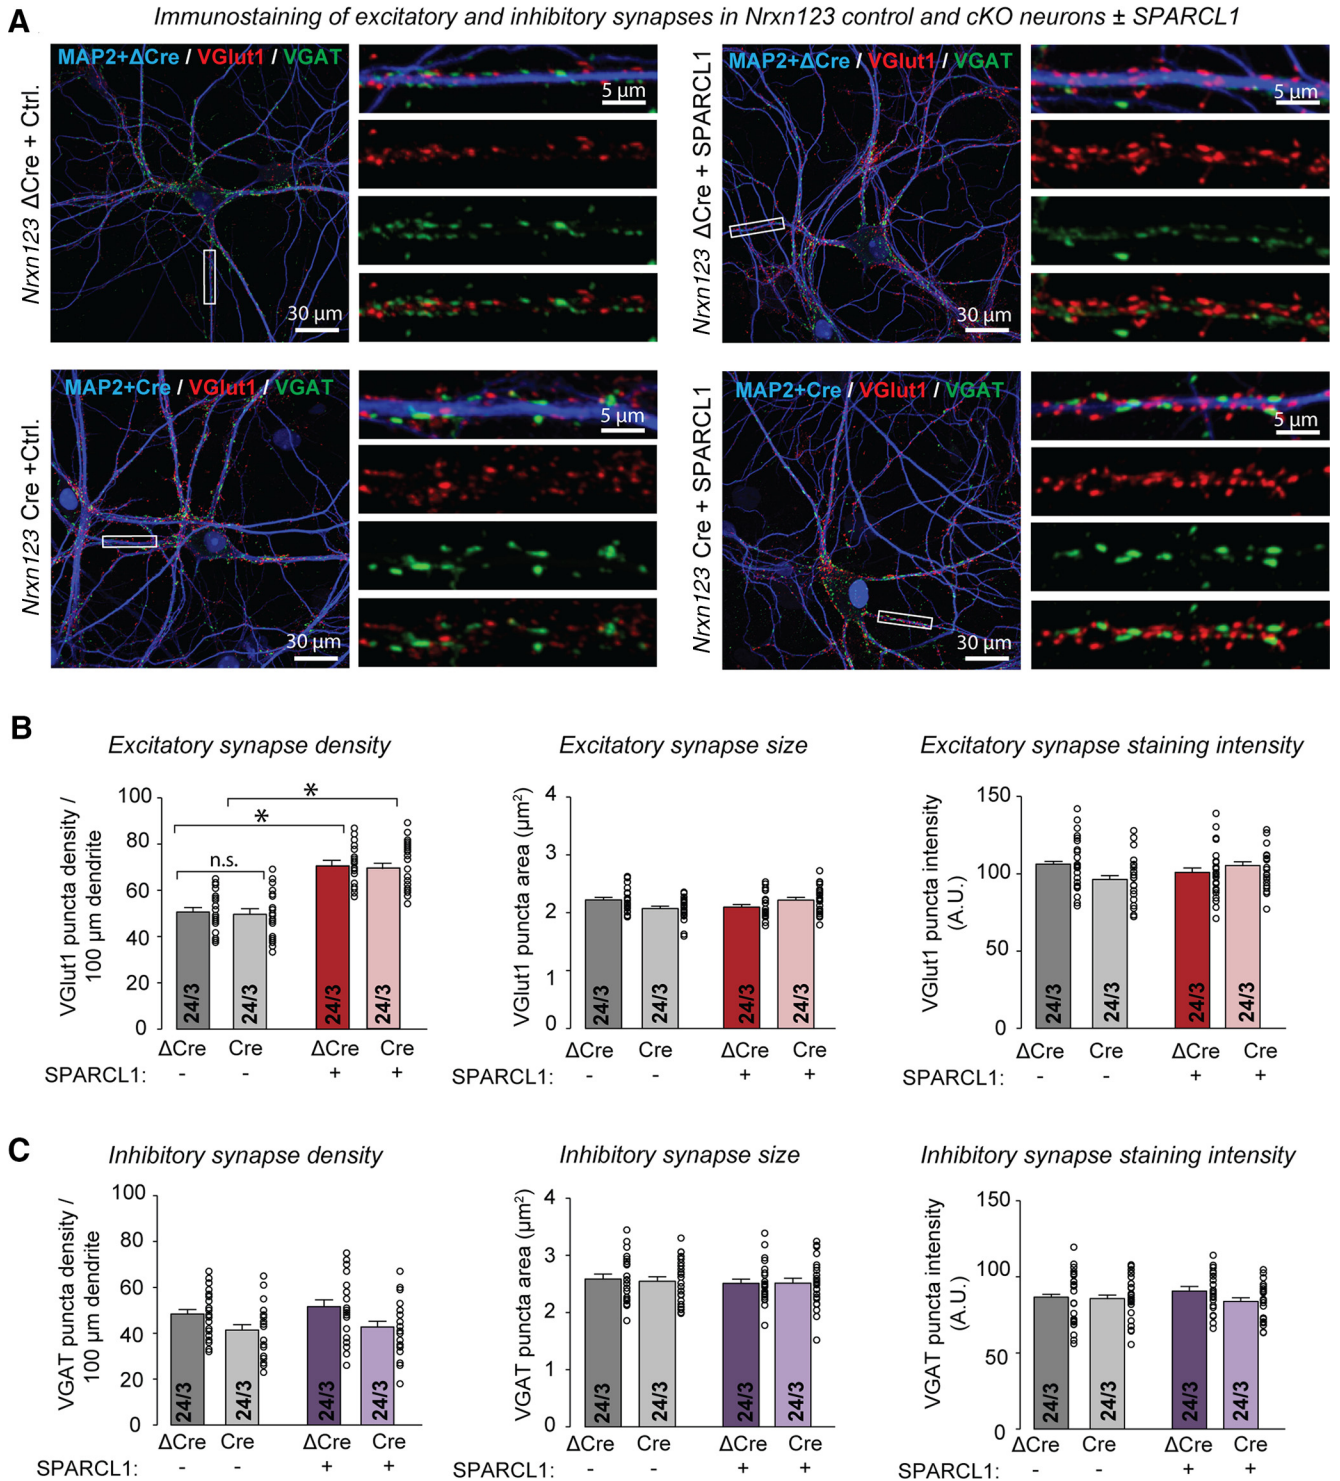 A
Immunostaining of excitatory and inhibitory synapses in Nrxn123 control and cKO neurons ± SPARCL1
Nrxn123 ΔCre + Ctrl.
MAP2+ΔCre / VGlut1 / VGAT
30 µm
5 µm
Nrxn123 ΔCre + SPARCL1
MAP2+ΔCre / VGlut1 / VGAT
30 µm
5 µm
Nrxn123 Cre +Ctrl.
MAP2+Cre / VGlut1 / VGAT
30 µm
5 µm
Nrxn123 Cre + SPARCL1
MAP2+Cre / VGlut1 / VGAT
30 µm
5 µm
B
Excitatory synapse density
VGlut1 puncta density /
100 µm dendrite
100
80
60
40
20
0
n.s.
*
*
24/3
24/3
24/3
24/3
ΔCre Cre ΔCre Cre
SPARCL1: - - + +
Excitatory synapse size
VGlut1 puncta area (µm²)
4
3
2
1
0
24/3
24/3
24/3
24/3
ΔCre Cre ΔCre Cre
SPARCL1: - - + +
Excitatory synapse staining intensity
VGlut1 puncta intensity
(A.U.)
150
100
50
0
24/3
24/3
24/3
24/3
ΔCre Cre ΔCre Cre
SPARCL1: - - + +
C
Inhibitory synapse density
VGAT puncta density /
100 µm dendrite
100
80
60
40
20
0
24/3
24/3
24/3
24/3
ΔCre Cre ΔCre Cre
SPARCL1: - - + +
Inhibitory synapse size
VGAT puncta area (µm²)
4
3
2
1
0
24/3
24/3
24/3
24/3
ΔCre Cre ΔCre Cre
SPARCL1: - - + +
Inhibitory synapse staining intensity
VGAT puncta intensity
(A.U.)
150
100
50
0
24/3
24/3
24/3
24/3
ΔCre Cre ΔCre Cre
SPARCL1: - - + +